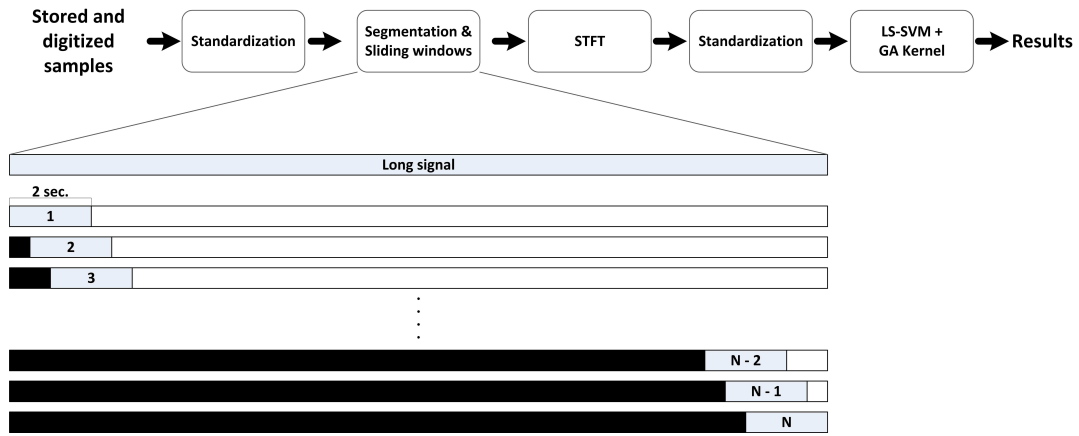 Stored and
digitized
samples
Standardization
Segmentation &
Sliding windows
STFT
Standardization
LS-SVM +
GA Kernel
Results
Long signal
2 sec.
1
2
3
N - 2
N - 1
N